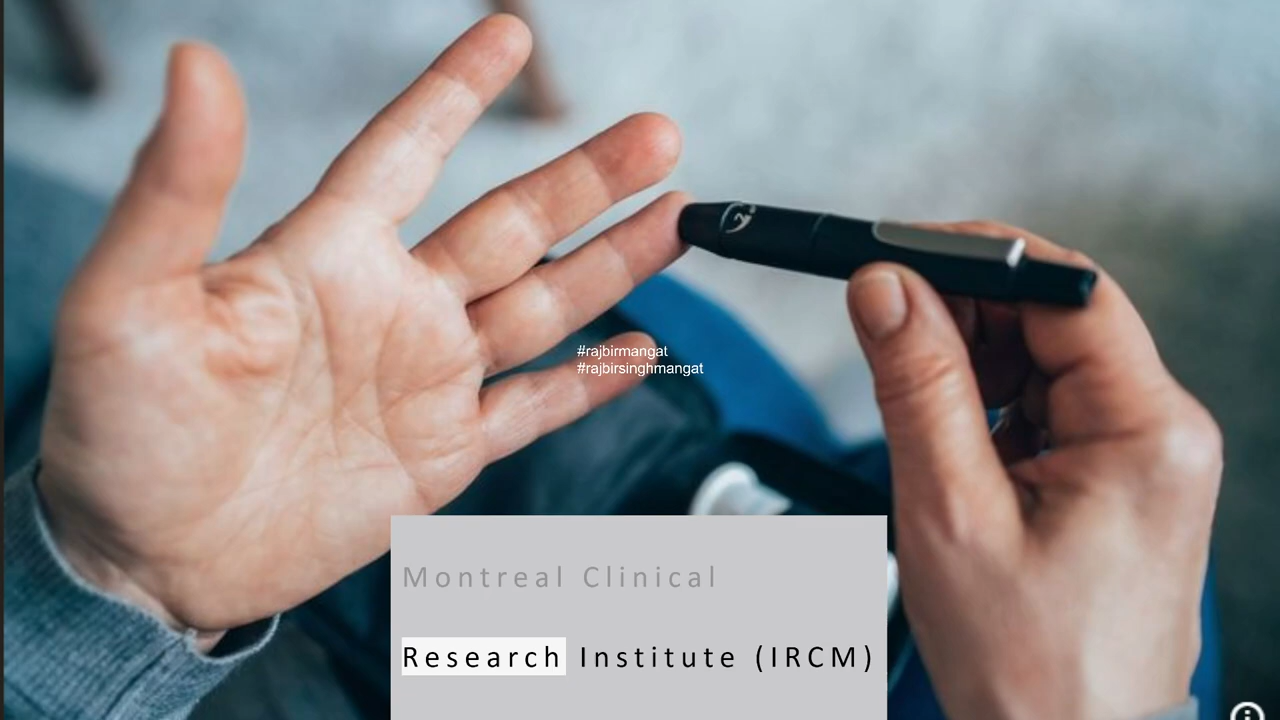 #rajbirmangat
#rajbirsinghmangat
Montreal Clinical
Research Institute (IRCM)